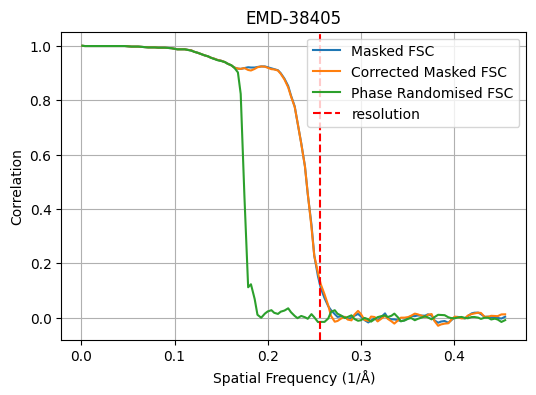 EMD-38405
Masked FSC
Corrected Masked FSC
Phase Randomised FSC
resolution
Correlation
1.0
0.8
0.6
0.4
0.2
0.0
0.0 0.1 0.2 0.3 0.4
Spatial Frequency (1/Å)